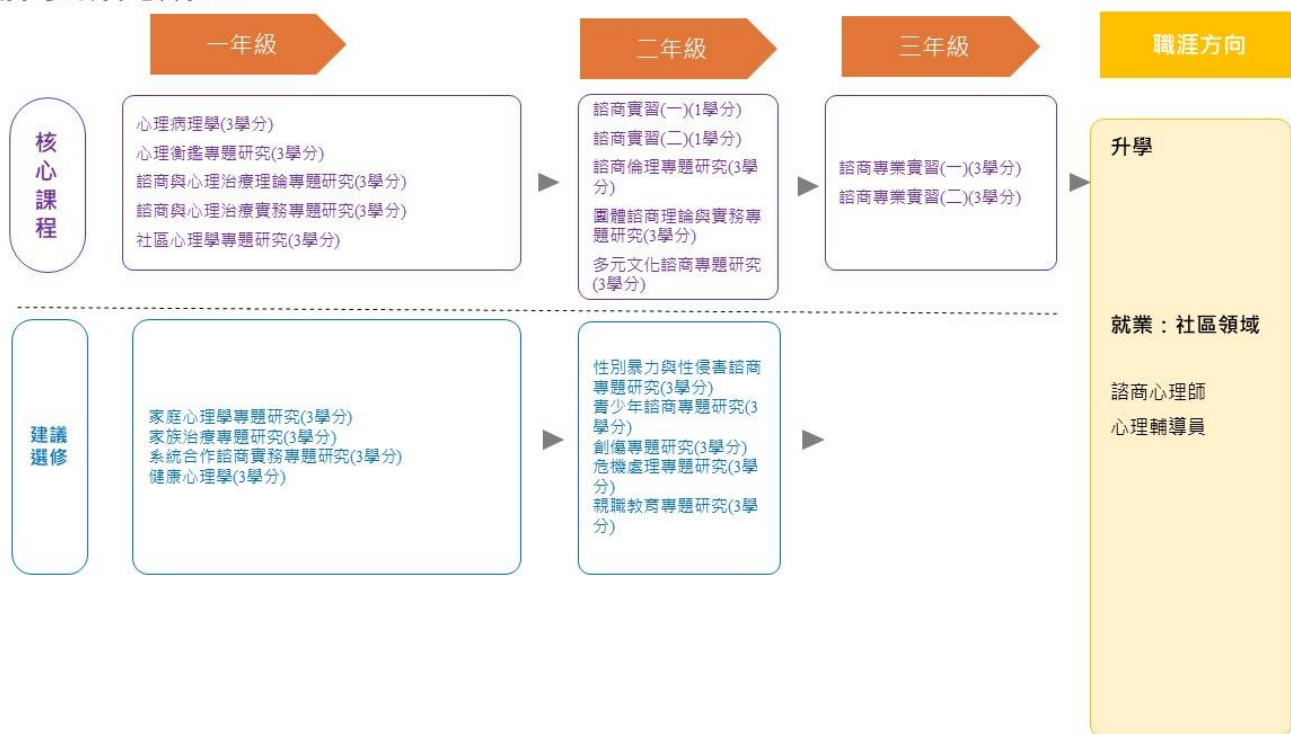 一年級
二年級
三年級
職涯方向
核
心
課
程
心理病理學(3學分)
心理衡鑑專題研究(3學分)
諮商與心理治療理論專題研究(3學分)
諮商與心理治療實務專題研究(3學分)
社區心理學專題研究(3學分)
諮商實習(一)(1學分)
諮商實習(二)(1學分)
諮商倫理專題研究(3學
分)
團體諮商理論與實務專
題研究(3學分)
多元文化諮商專題研究
(3學分)
諮商專業實習(一)(3學分)
諮商專業實習(二)(3學分)
升學
就業：社區領域
諮商心理師
心理輔導員
建議
選修
家庭心理學專題研究(3學分)
家族治療專題研究(3學分)
系統合作諮商實務專題研究(3學分)
健康心理學(3學分)
性別暴力與性侵害諮商
專題研究(3學分)
青少年諮商專題研究(3
學分)
創傷專題研究(3學分)
危機處理專題研究(3學
分)
親職教育專題研究(3學
分)